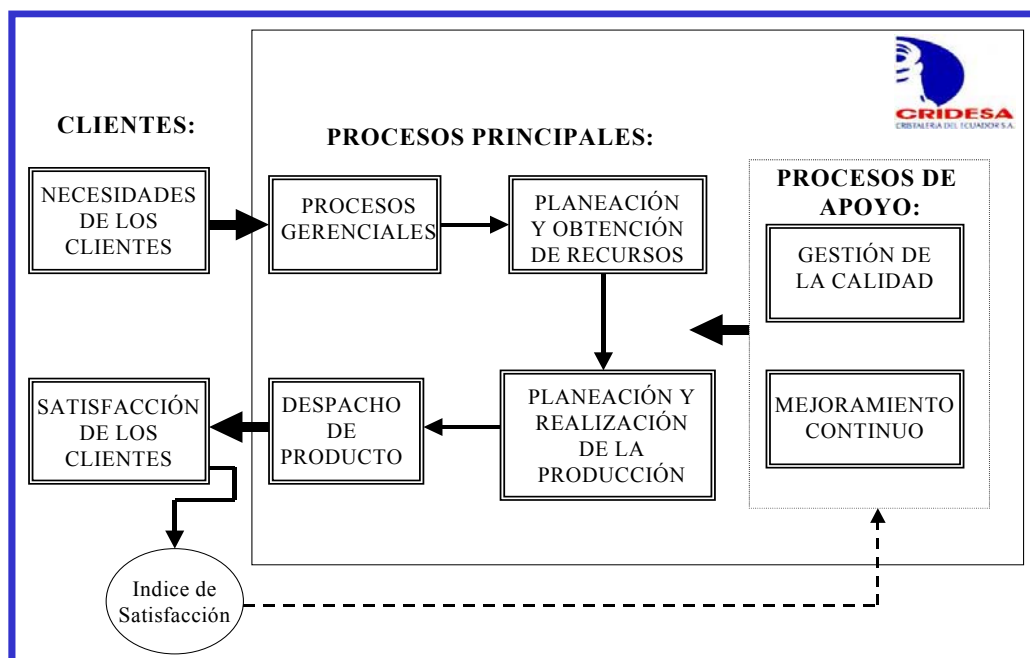 CRIDESA
CRISTALERIA DEL ECUADOR S.A.
CLIENTES:
PROCESOS PRINCIPALES:
NECESIDADES
DE LOS
CLIENTES
PROCESOS
GERENCIALES
PLANEACIÓN
Y OBTENCIÓN
DE RECURSOS
PROCESOS DE
APOYO:
GESTIÓN DE
LA CALIDAD
SATISFACCIÓN
DE LOS
CLIENTES
DESPACHO
DE
PRODUCTO
PLANEACIÓN Y
REALIZACIÓN
DE LA
PRODUCCIÓN
MEJORAMIENTO
CONTINUO
Indice de
Satisfacción